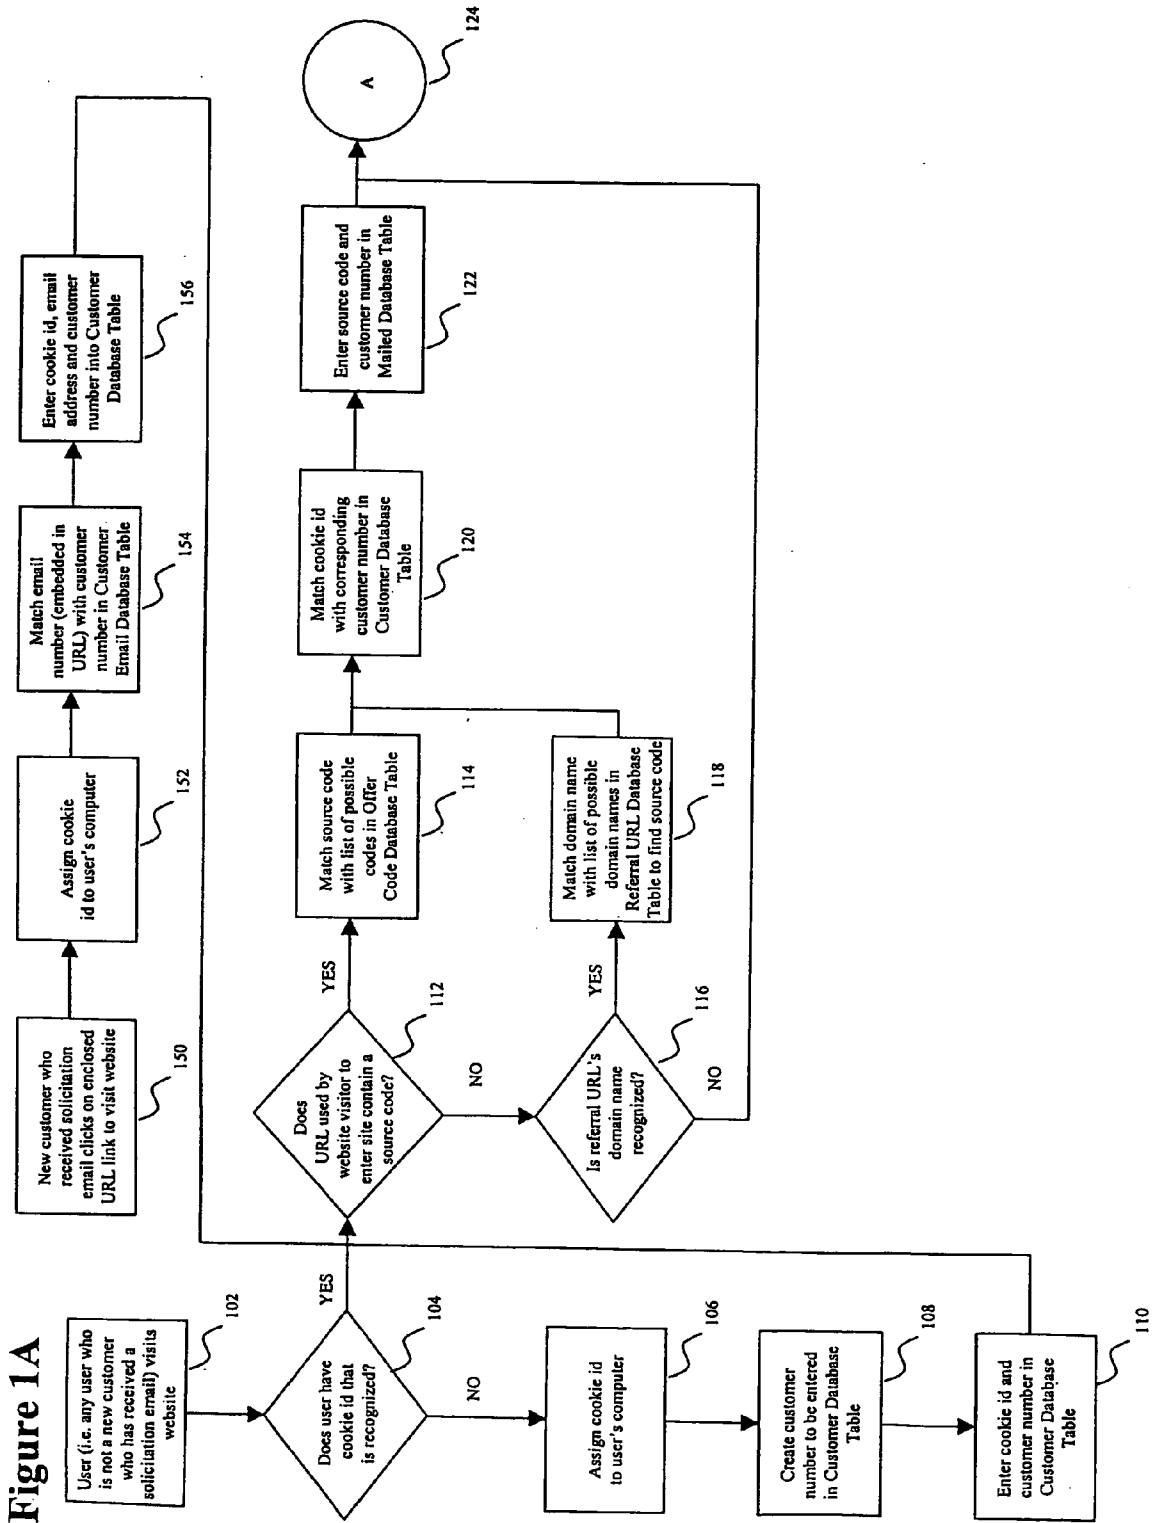 Figure 1A
New customer who
received solicitation
email clicks on enclosed
URL link to visit website
150
Assign cookie
id to user's computer
152
Match email
number (embedded in
URL) with customer
number in Customer
Email Database Table
154
Enter cookie id, email
address and customer
number into Customer
Database Table
156
User (i.e. any user who
is not a new customer
who has received a
solicitation email) visits
website
102
Does user have
cookie id that
is recognized?
104
YES
NO
Assign cookie id
to user's computer
106
Create customer
number to be entered
in Customer Database
Table
108
Enter cookie id and
customer number in
Customer Database
Table
110
Does
URL used by
website visitor to
enter site contain a
source code?
112
YES
NO
Match source code
with list of possible
codes in Offer
Code Database Table
114
Is referral URL's
domain name
recognized?
116
YES
NO
Match domain name
with list of possible
domain names in
Referral URL Database
Table to find source code
118
Match cookie id
with corresponding
customer number in
Customer Database
Table
120
Enter source code and
customer number in
Mailed Database Table
122
A
124